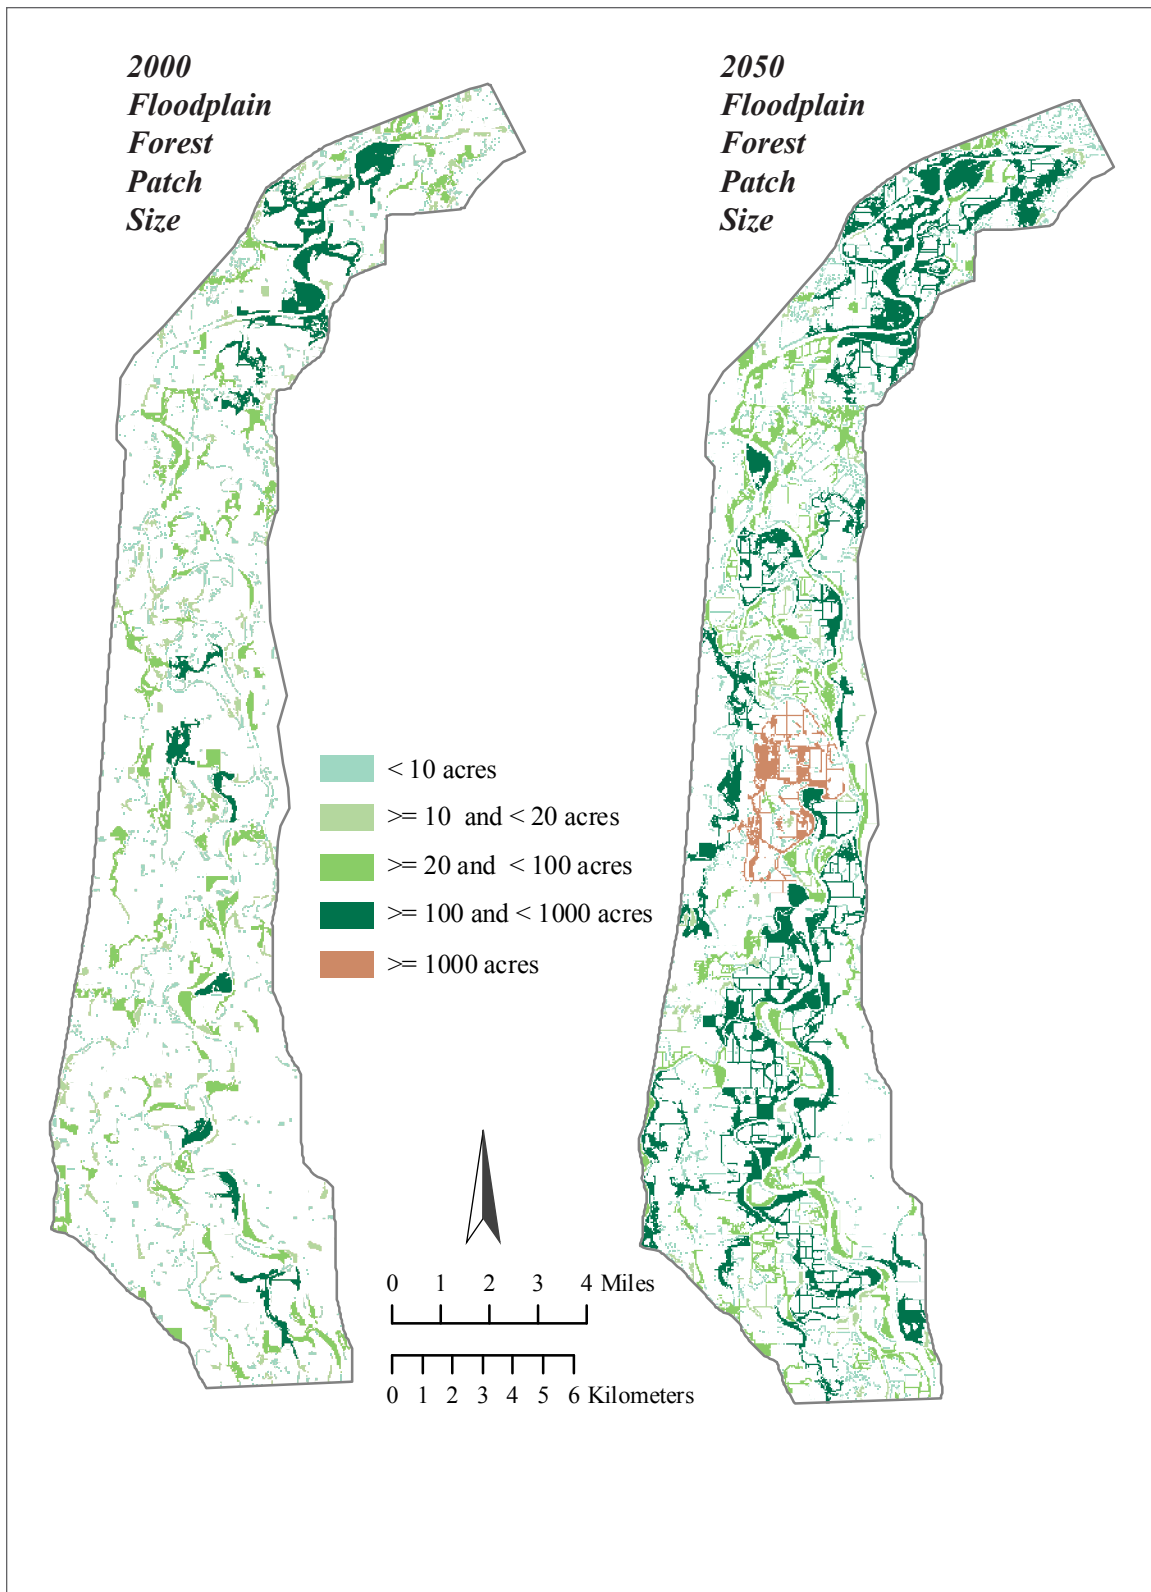 2000
Floodplain
Forest
Patch
Size
2050
Floodplain
Forest
Patch
Size
< 10 acres
>= 10 and < 20 acres
>= 20 and < 100 acres
>= 100 and < 1000 acres
>= 1000 acres
0 1 2 3 4 Miles
0 1 2 3 4 5 6 Kilometers